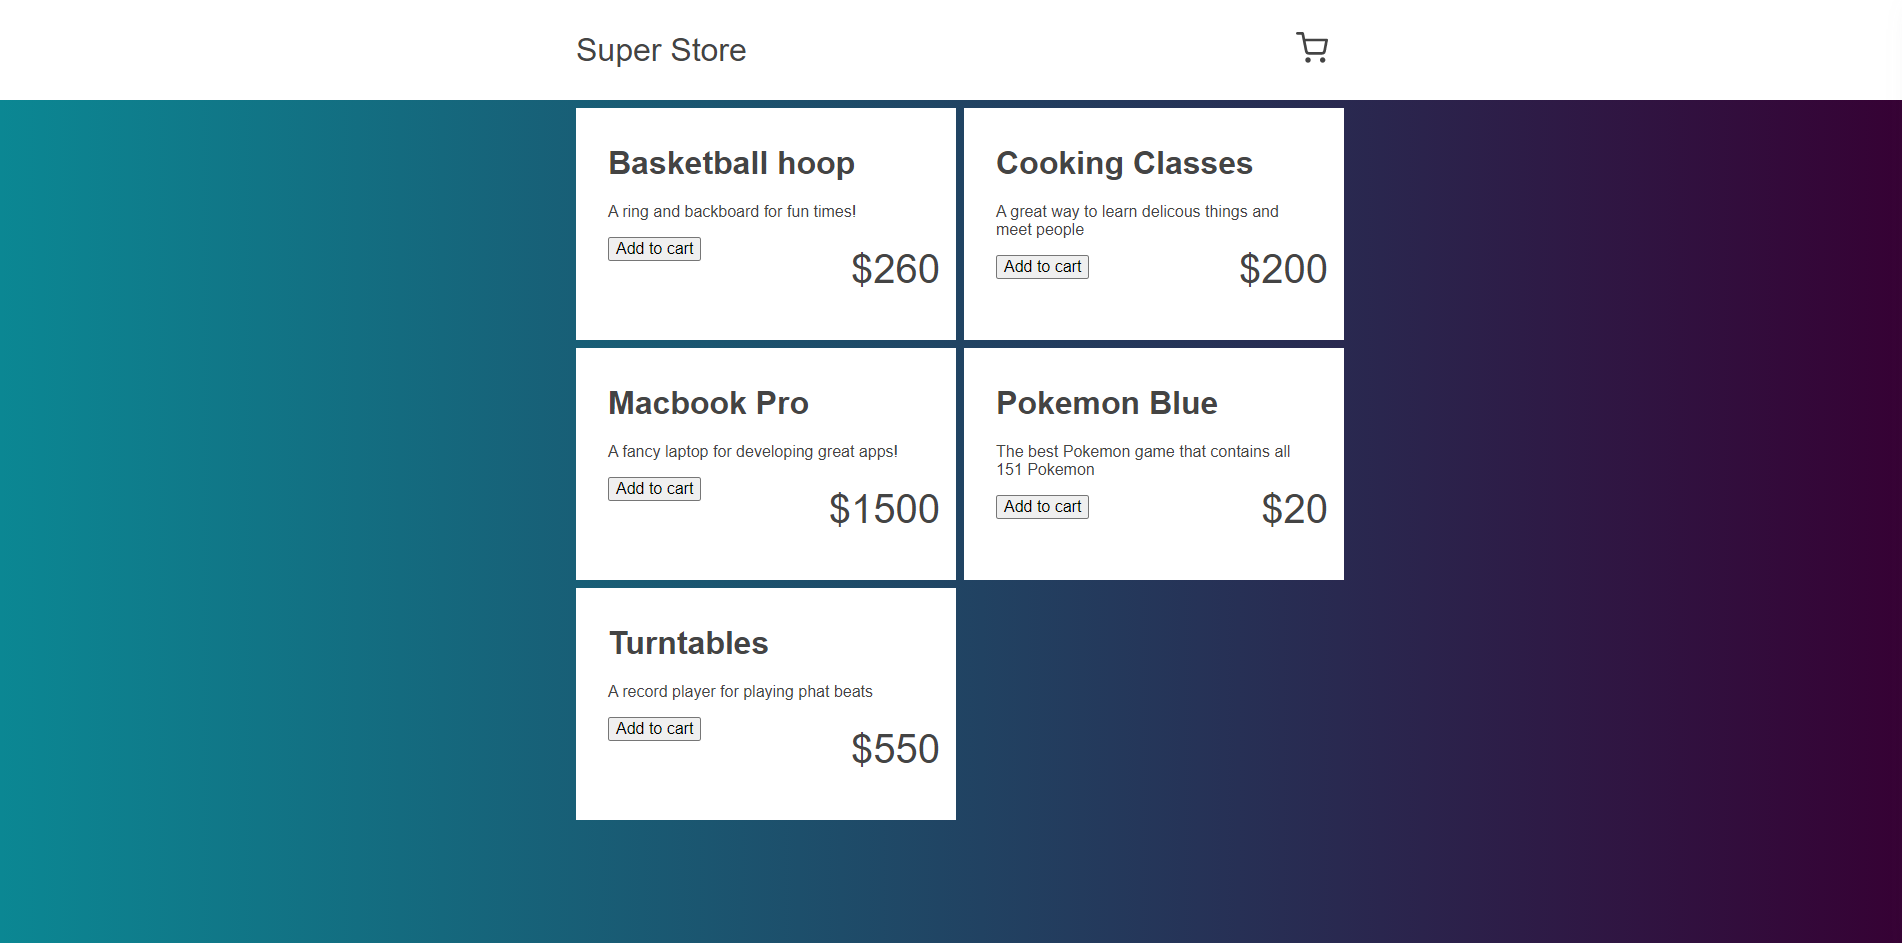 Super Store
Basketball hoop
A ring and backboard for fun times!
Add to cart
$260
Cooking Classes
A great way to learn delicous things and
meet people
Add to cart
$200
Macbook Pro
A fancy laptop for developing great apps!
Add to cart
$1500
Pokemon Blue
The best Pokemon game that contains all
151 Pokemon
Add to cart
$20
Turntables
A record player for playing phat beats
Add to cart
$550